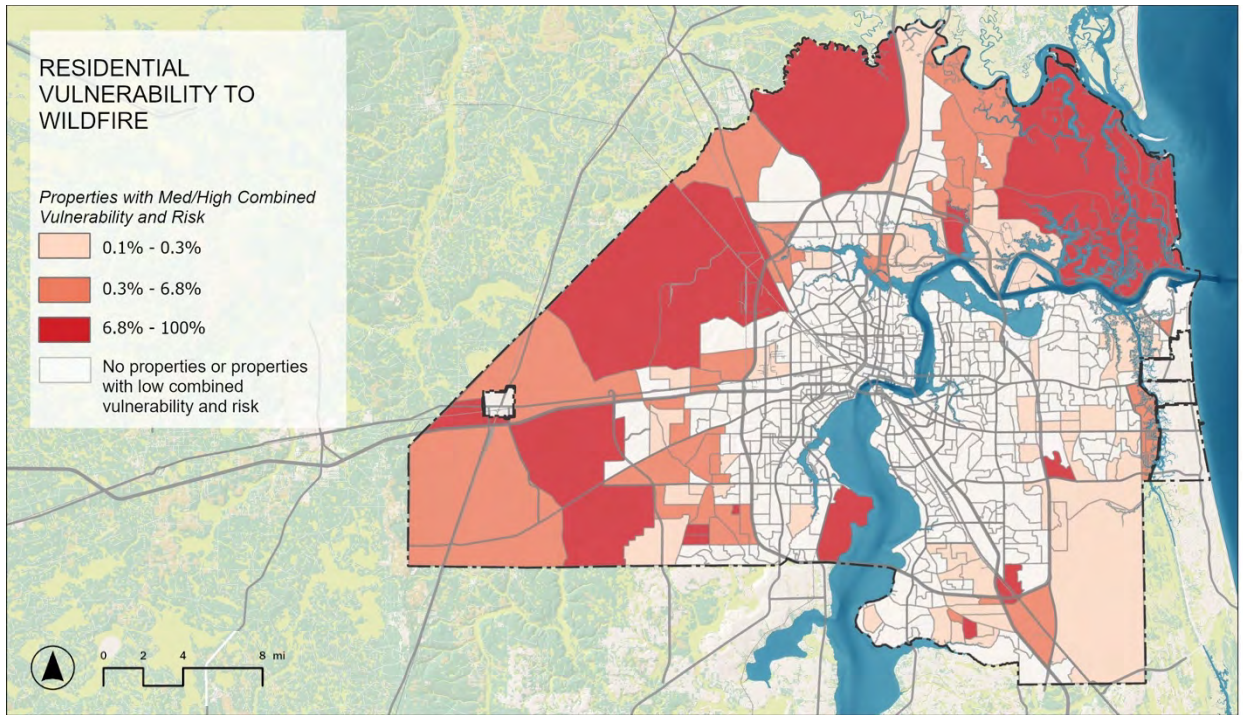 RESIDENTIAL
VULNERABILITY TO
WILDFIRE
Properties with Med/High Combined
Vulnerability and Risk
0.1% - 0.3%
0.3% - 6.8%
6.8% - 100%
No properties or properties
with low combined
vulnerability and risk
0 2 4 8 mi